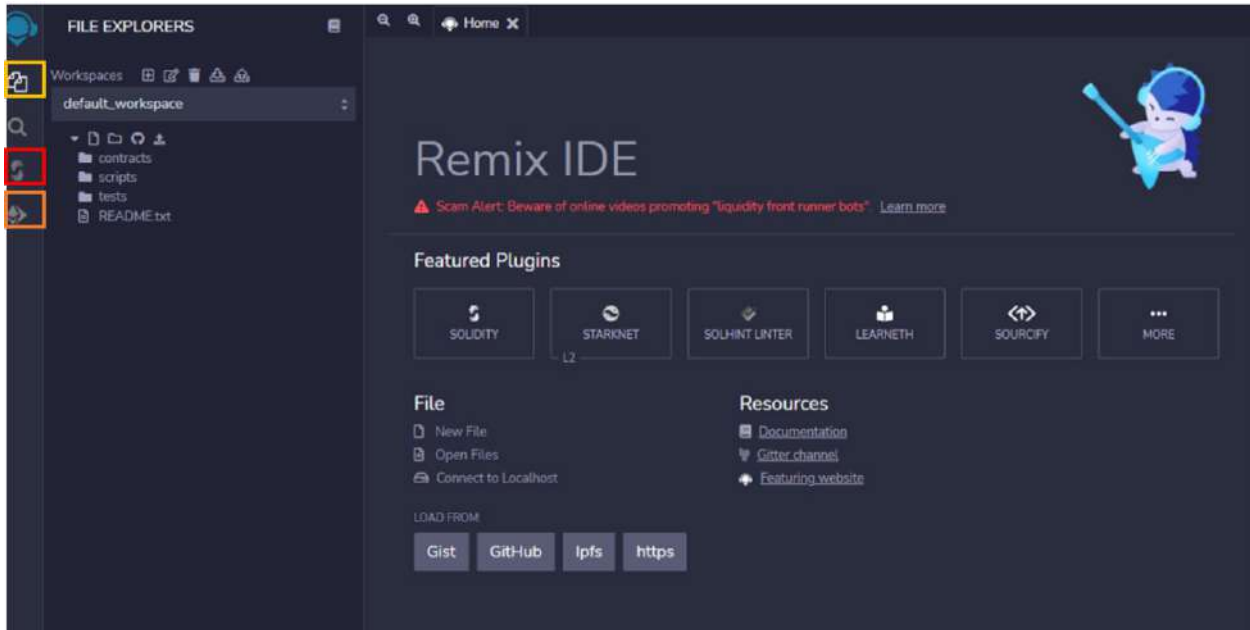 FILE EXPLORERS
Home
Workspaces
default_workspace
contracts
scripts
tests
README.txt
Remix IDE
Scam Alert: Beware of online videos promoting "liquidity front runner bots". Learn more
Featured Plugins
SOLIDITY
STARKNET
L2
SOLHINT LINTER
LEARNETH
SOURCIFY
MORE
File
New File
Open Files
Connect to Localhost
Resources
Documentation
Gitter channel
Featuring website
LOAD FROM:
Gist GitHub Ipfs https